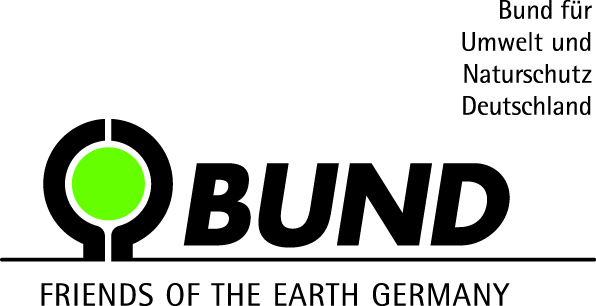 Bund für
Umwelt und
Naturschutz
Deutschland
BUND
FRIENDS OF THE EARTH GERMANY